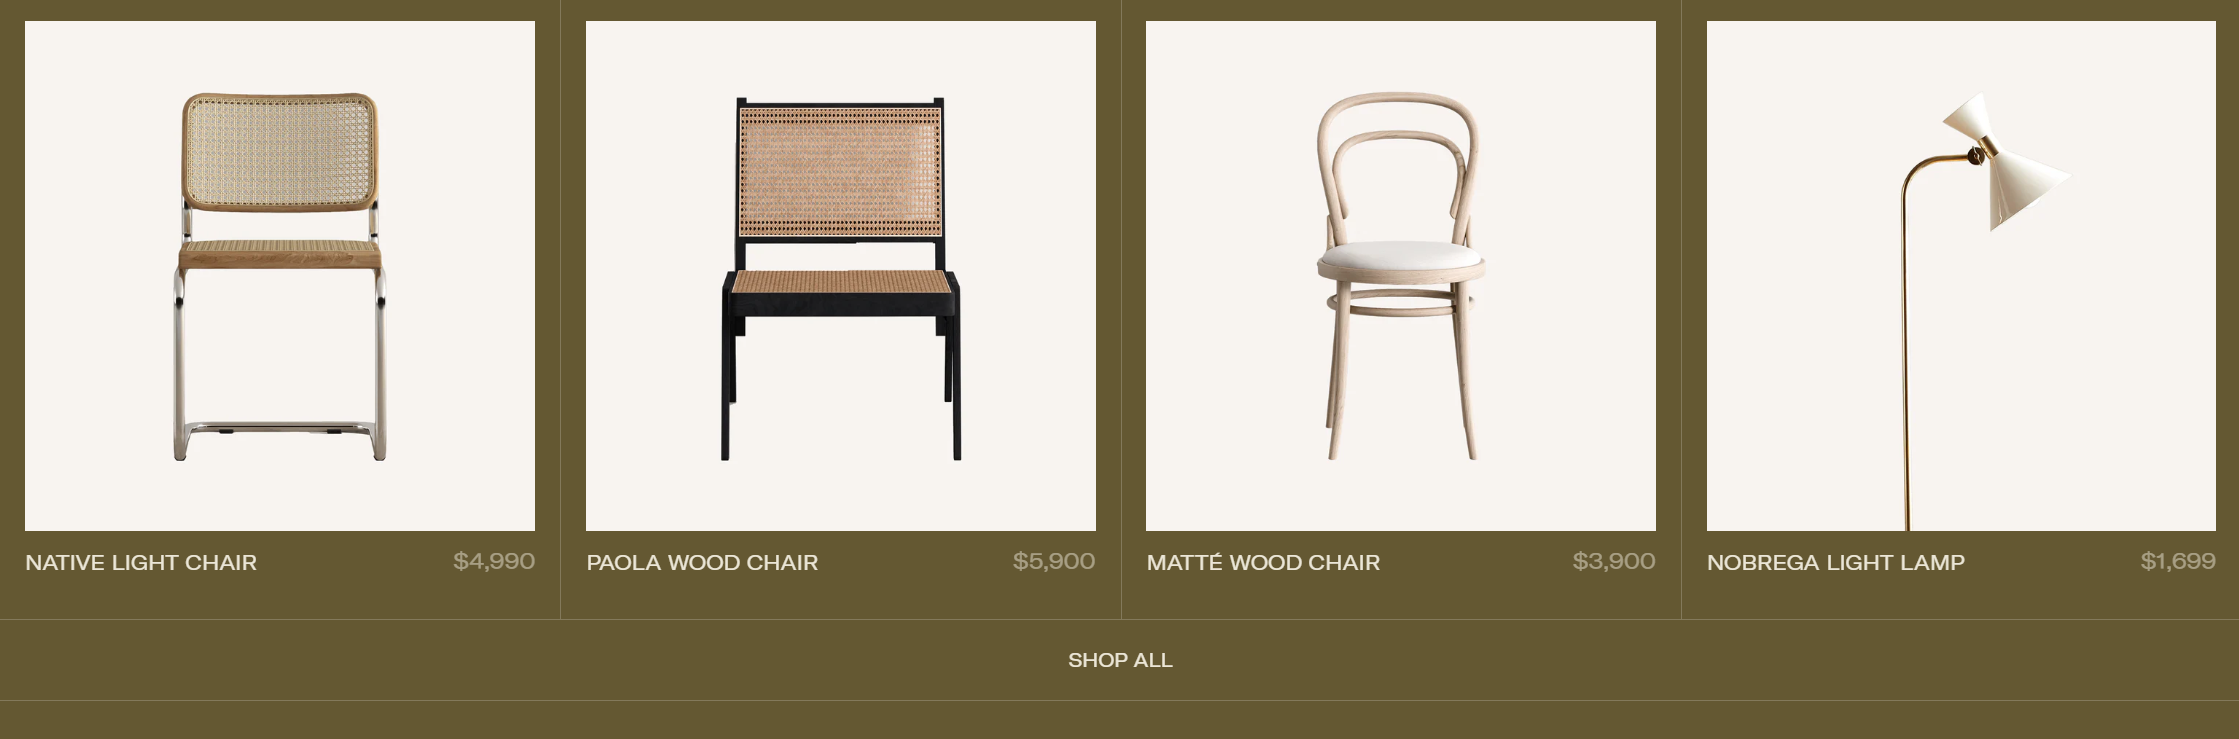 NATIVE LIGHT CHAIR $4,990
PAOLA WOOD CHAIR $5,900
MATTÉ WOOD CHAIR $3,900
NOBREGA LIGHT LAMP $1,699
SHOP ALL